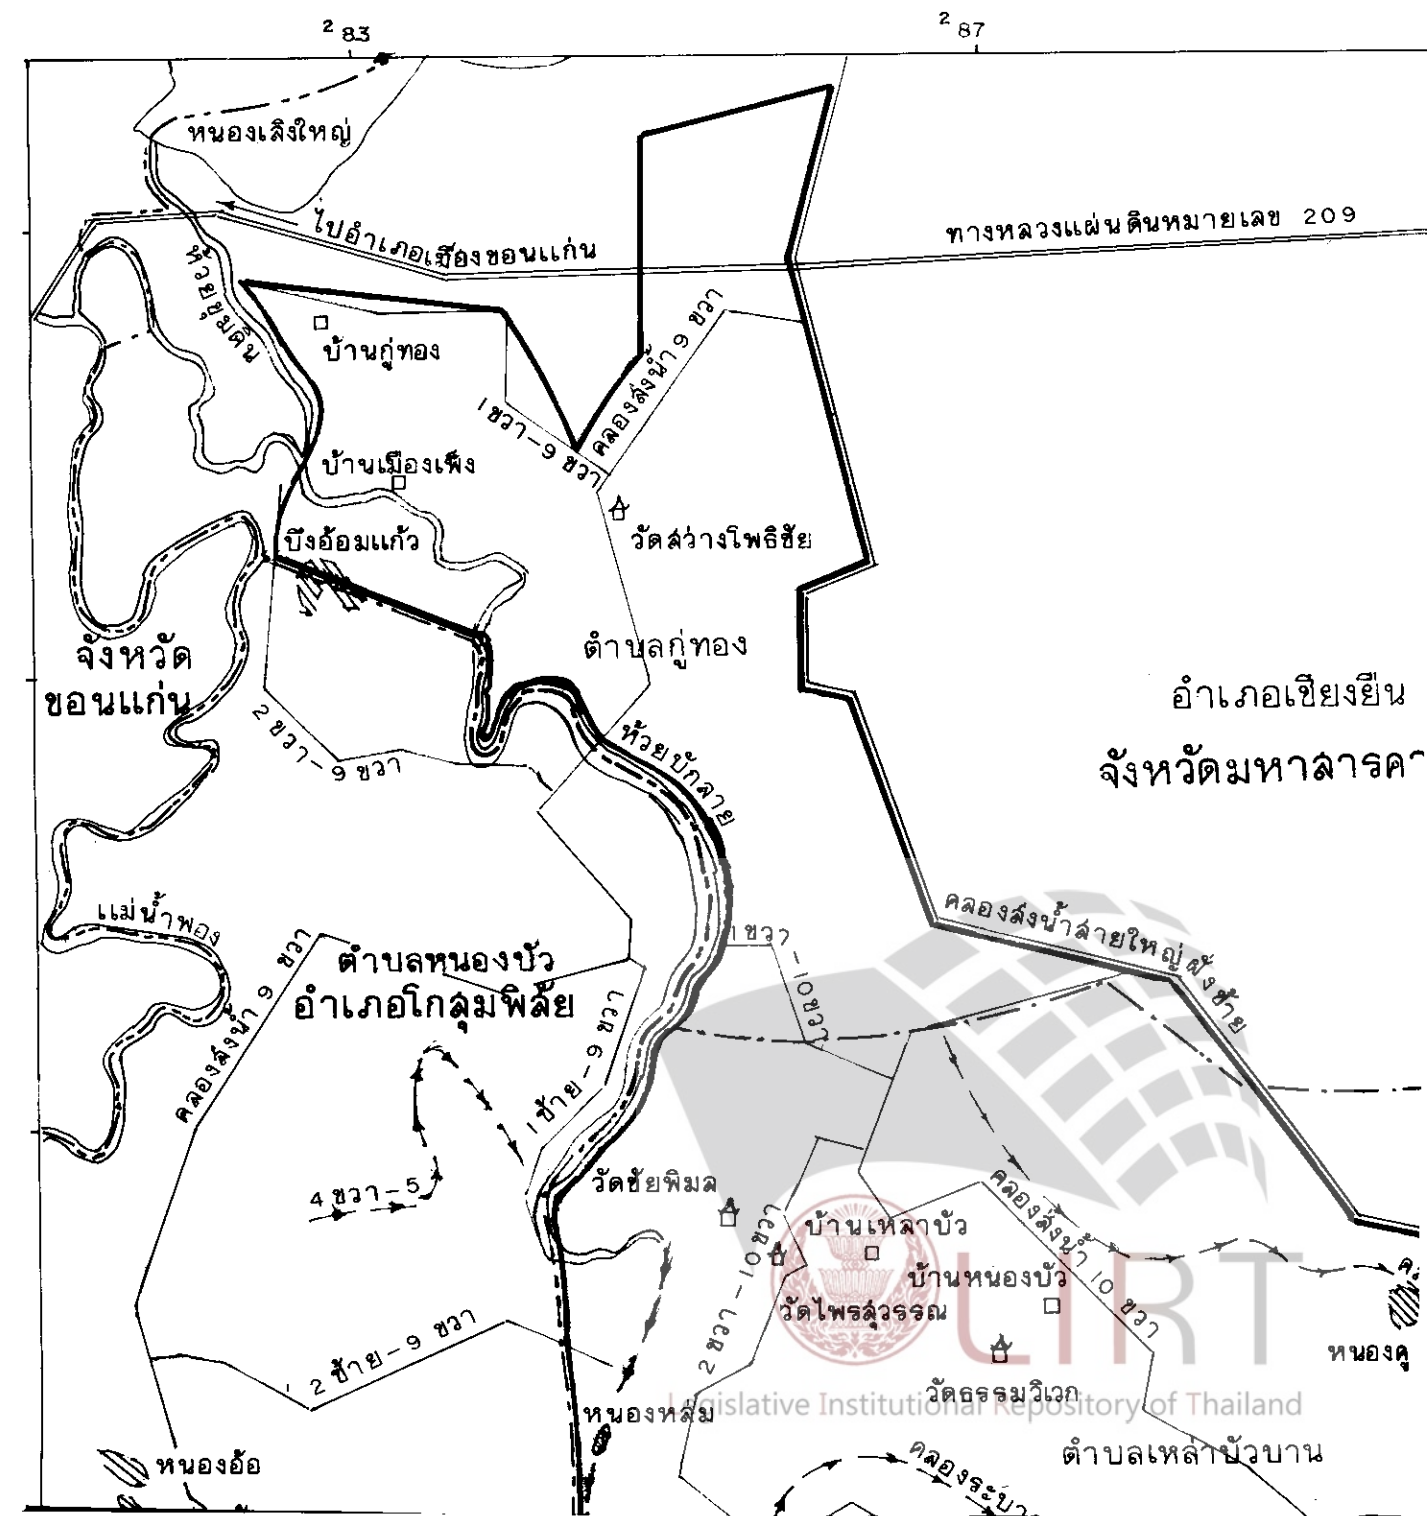 2 83
2 87
หนองเลิงใหญ่
ไปอำเภอเมืองขอนแก่น
ทางหลวงแผ่นดินหมายเลข 209
ห้วยขุมดิน
บ้านกู่ทอง
คลองส่งน้ำ 9 ขวา
1 ขวา-9 ขวา
บ้านเมืองเพ็ง
วัดสว่างโพธิชัย
บึงอ้อมแก้ว
ตำบลกู่ทอง
จังหวัด
ขอนแก่น
อำเภอเชียงยืน
จังหวัดมหาสารคา
2 ขวา-9 ขวา
ห้วยบักลาย
แม่น้ำพอง
คลองส่งน้ำสายใหญ่ฝั่งซ้าย
1 ขวา-10 ขวา
ตำบลหนองบัว
อำเภอโกสุมพิสัย
คลองส่งน้ำ 9 ขวา
1 ซ้าย-9 ขวา
4 ขวา-5
วัดชัยพิมล
คลองส่งน้ำ 10 ขวา
บ้านเหล่าบัว
บ้านหนองบัว
2 ขวา-10 ขวา
วัดไพรสุวรรณ
2 ซ้าย-9 ขวา
LIRT
หนองคู
วัดธรรมวิเวก
หนองหล่ม
Legislative Institutional Repository of Thailand
ตำบลเหล่าบัวบาน
หนองอ้อ
คลองระบา